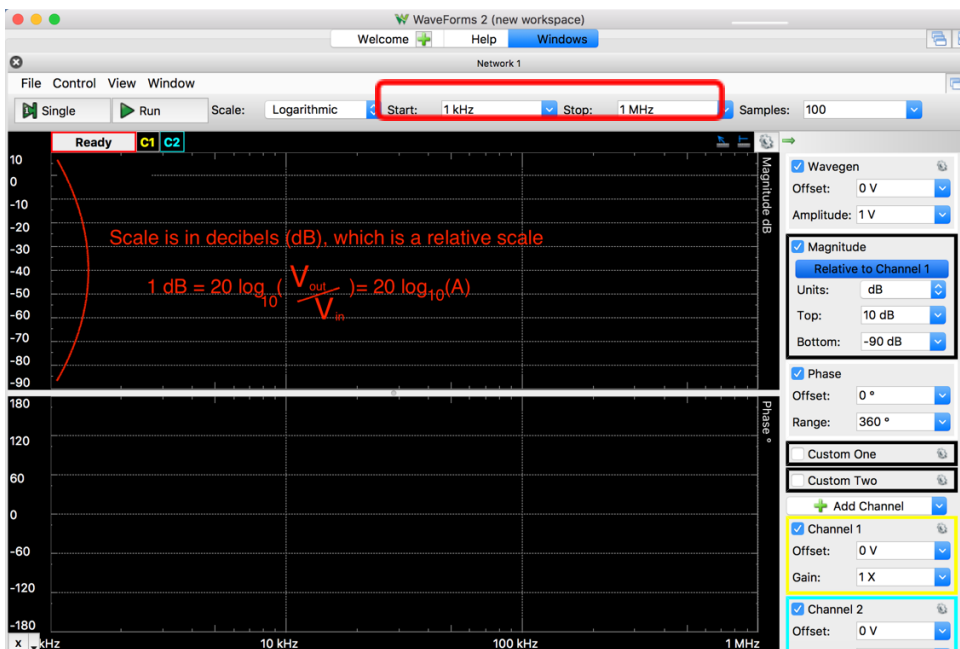 WaveForms 2 (new workspace)
Welcome Help Windows
Network 1
File Control View Window
Single Run Scale: Logarithmic Start: 1 kHz Stop: 1 MHz Samples: 100
Ready C1 C2
10
0
-10
-20
-30
-40
-50
-60
-70
-80
-90
Magnitude dB
Scale is in decibels (dB), which is a relative scale
1 dB = 20 log10( Vout / Vin )= 20 log10(A)
180
120
60
0
-60
-120
-180
Phase °
X kHz 10 kHz 100 kHz 1 MHz
Wavegen
Offset: 0 V
Amplitude: 1 V
Magnitude
Relative to Channel 1
Units: dB
Top: 10 dB
Bottom: -90 dB
Phase
Offset: 0 °
Range: 360 °
Custom One
Custom Two
Add Channel
Channel 1
Offset: 0 V
Gain: 1 X
Channel 2
Offset: 0 V